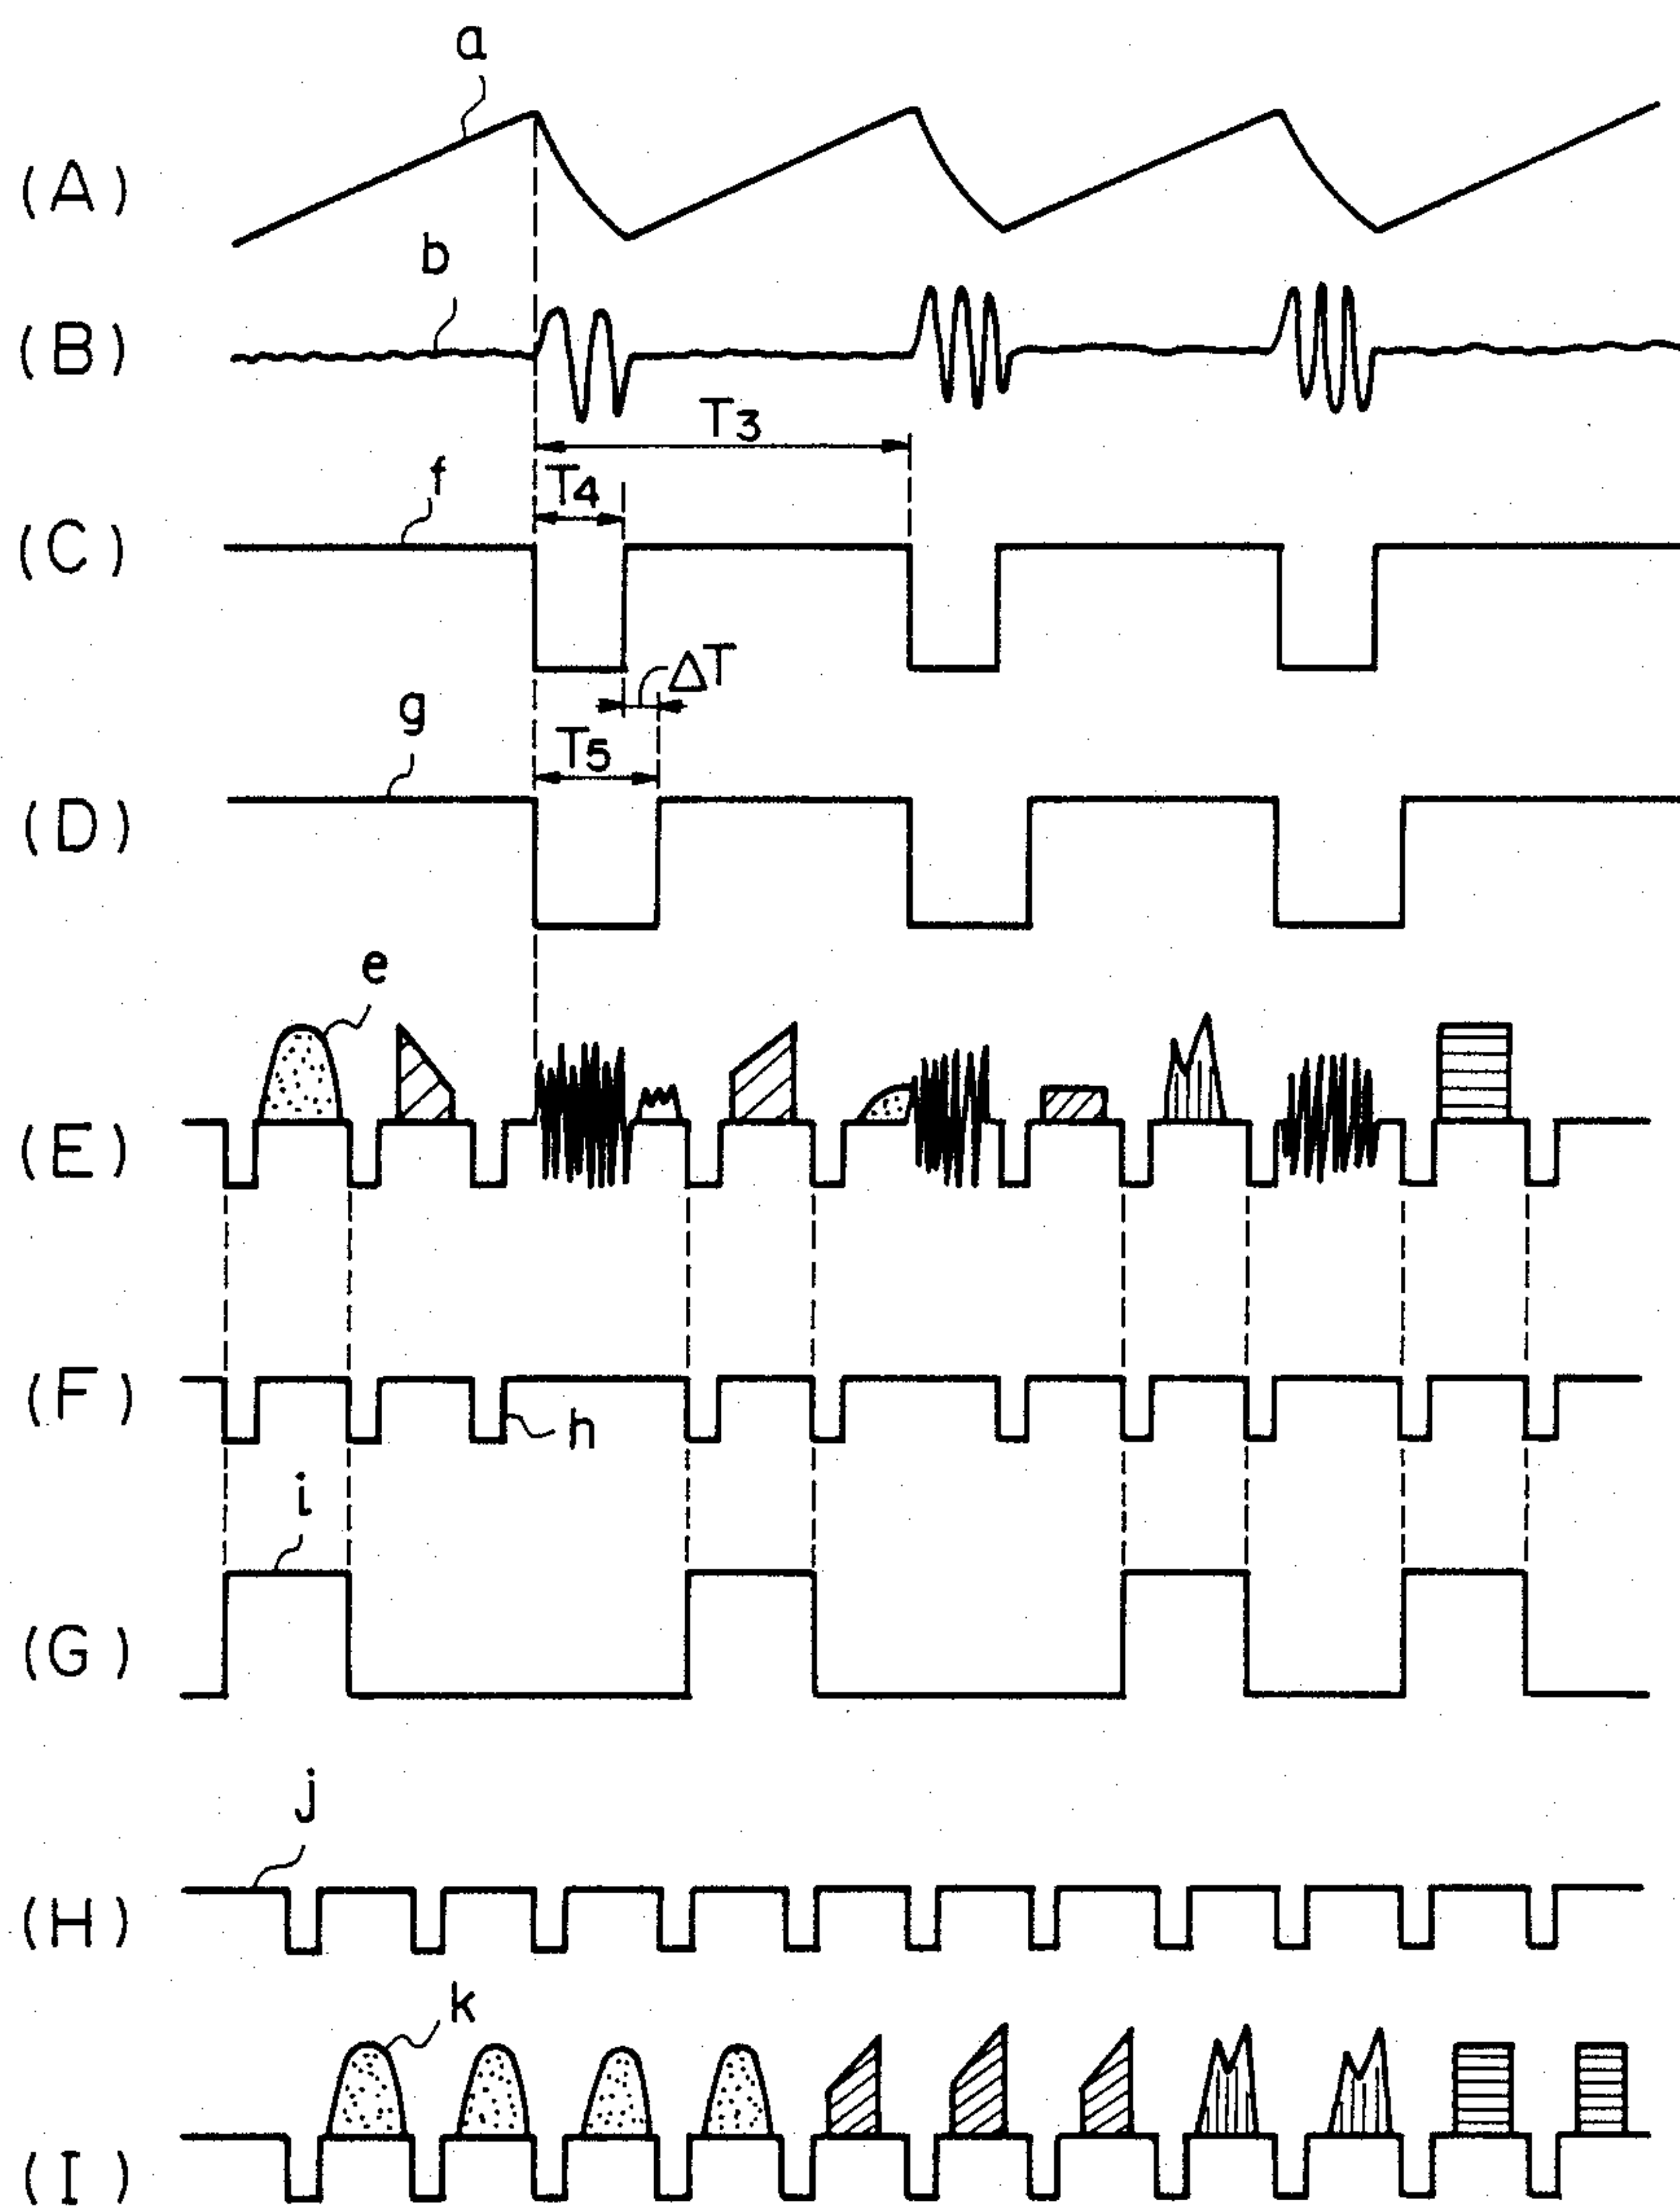 a
(A)
b
(B)
T3
T4
f
(C)
ΔT
g
T5
(D)
e
(E)
(F)
h
i
(G)
j
(H)
k
(I)